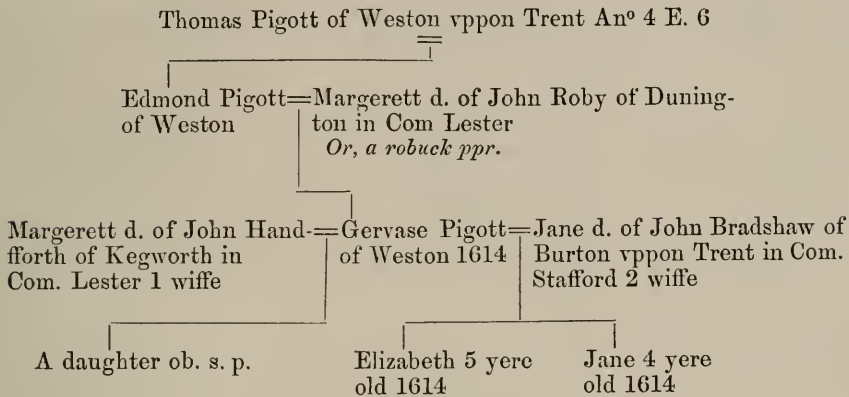 Thomas Pigott of Weston vppon Trent Anº 4 E. 6
Edmond Pigott=Margerett d. of John Roby of Duning-
of Weston
ton in Com Lester
Or, a robuck ppr.
Margerett d. of John Hand-=Gervase Pigott=Jane d. of John Bradshaw of
fforth of Kegworth in
of Weston 1614
Burton vppon Trent in Com.
Com. Lester 1 wiffe
Stafford 2 wiffe
A daughter ob. s. p.
Elizabeth 5 yere
old 1614
Jane 4 yere
old 1614